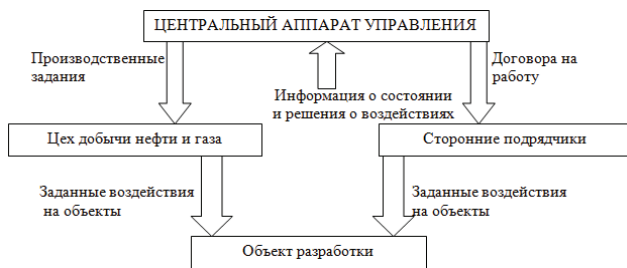 ЦЕНТРАЛЬНЫЙ АППАРАТ УПРАВЛЕНИЯ
Производственные
задания
Договора на
работу
Информация о состоянии
и решения о воздействиях
Цех добычи нефти и газа
Сторонние подрядчики
Заданные воздействия
на объекты
Заданные воздействия
на объекты
Объект разработки